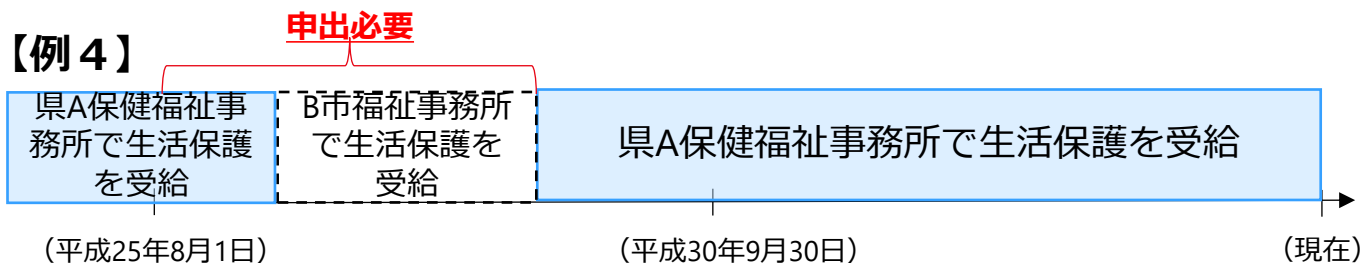 申出必要
【例４】
県A保健福祉事
務所で生活保護
を受給
B市福祉事務所
で生活保護を
受給
県A保健福祉事務所で生活保護を受給
（平成25年8月1日）
（平成30年9月30日）
（現在）